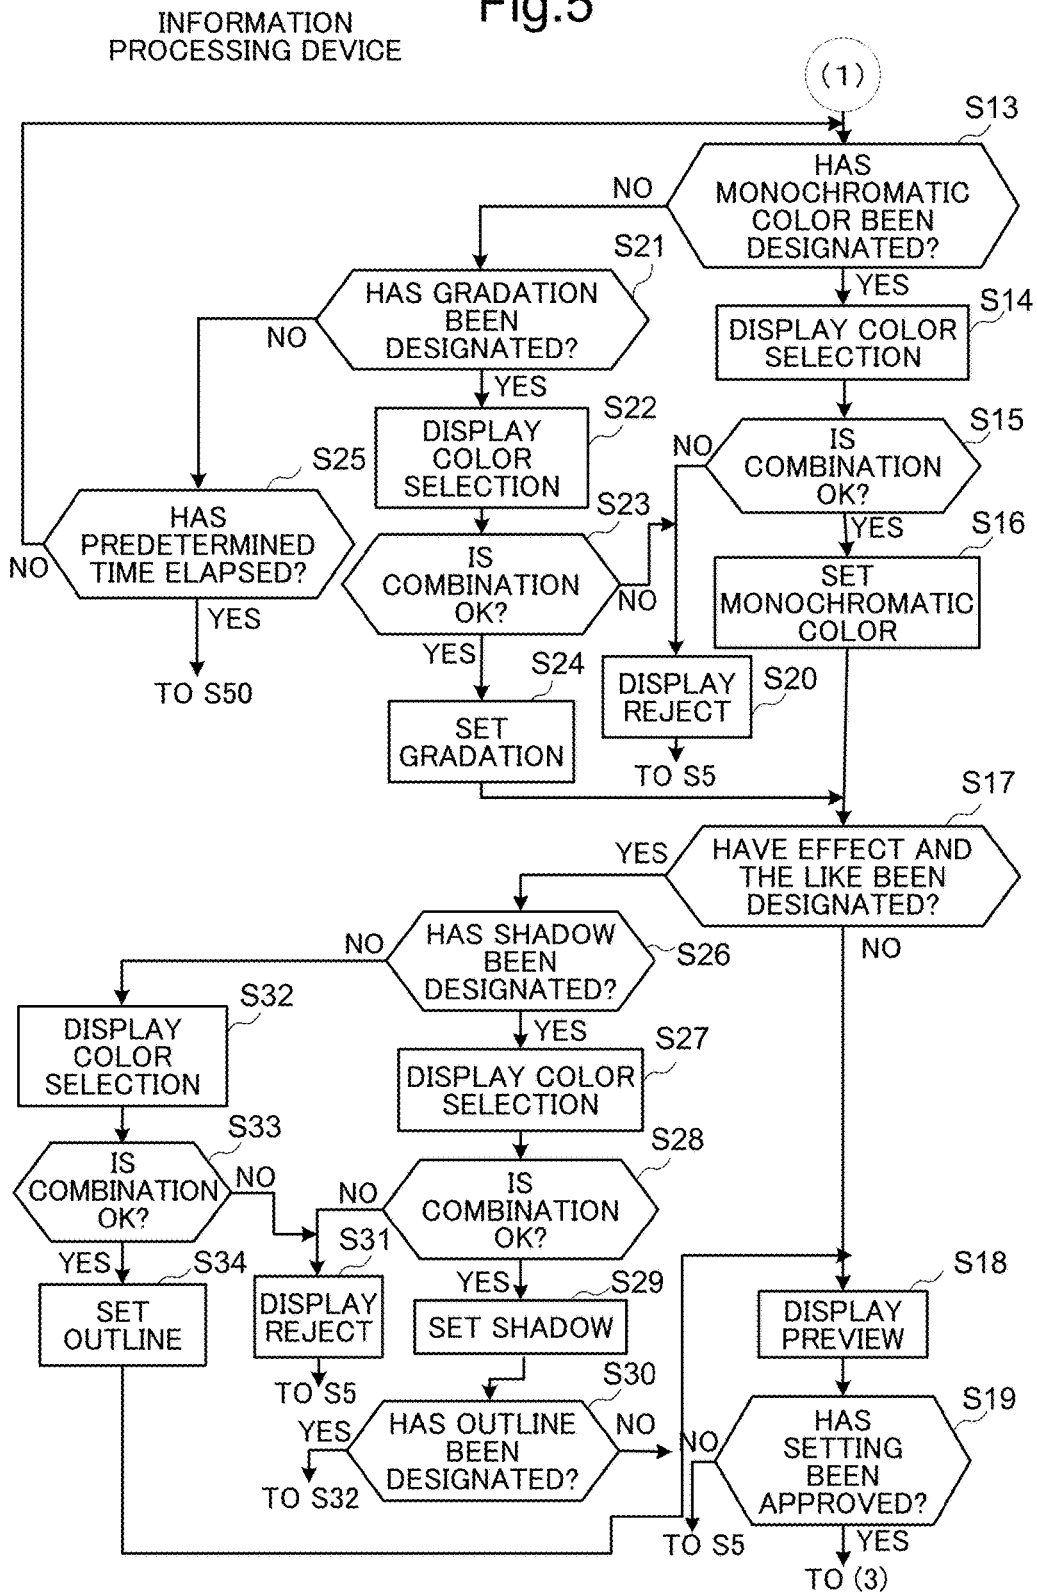 Fig.5
INFORMATION
PROCESSING DEVICE
(1)
S13
HAS
MONOCHROMATIC
COLOR BEEN
DESIGNATED?
NO
YES
S21
HAS GRADATION
BEEN
DESIGNATED?
NO
YES
S14
DISPLAY COLOR
SELECTION
S22
DISPLAY
COLOR
SELECTION
S15
IS
COMBINATION
OK?
NO
YES
S25
HAS
PREDETERMINED
TIME ELAPSED?
NO
YES
TO S50
S23
IS
COMBINATION
OK?
NO
YES
S16
SET
MONOCHROMATIC
COLOR
S24
SET
GRADATION
S20
DISPLAY
REJECT
TO S5
S17
HAVE EFFECT AND
THE LIKE BEEN
DESIGNATED?
YES
NO
S26
HAS SHADOW
BEEN
DESIGNATED?
NO
YES
S32
DISPLAY
COLOR
SELECTION
S27
DISPLAY COLOR
SELECTION
S33
IS
COMBINATION
OK?
NO
YES
S28
IS
COMBINATION
OK?
NO
YES
S34
SET
OUTLINE
S31
DISPLAY
REJECT
TO S5
S29
SET SHADOW
S30
HAS OUTLINE
BEEN
DESIGNATED?
YES
NO
TO S32
S18
DISPLAY
PREVIEW
S19
HAS
SETTING
BEEN
APPROVED?
NO
YES
TO S5
TO (3)